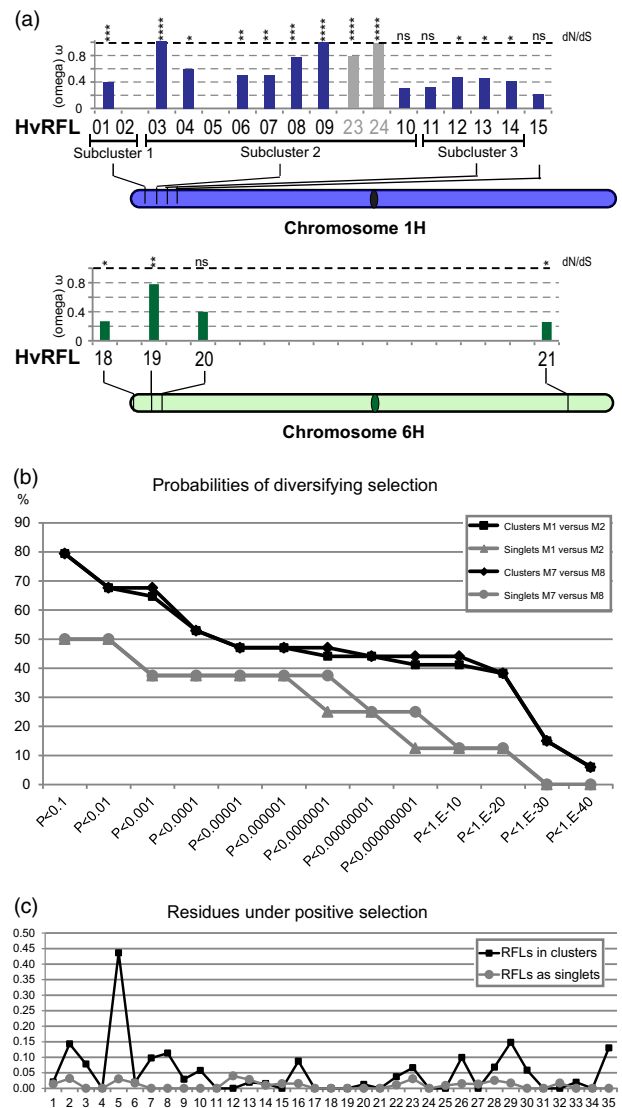 (a)
*** **** * ** ** *** **** **** **** ns ns * * * ns dN/dS
(omega) ω
0.8
0.4
0
HvRFL 01 02 03 04 05 06 07 08 09 23 24 10 11 12 13 14 15
Subcluster 1 Subcluster 2 Subcluster 3
Chromosome 1H
* ** ns * dN/dS
(omega) ω
0.8
0.4
0
HvRFL 18 19 20 21
Chromosome 6H
(b)
Probabilities of diversifying selection
%
90
80
70
60
50
40
30
20
10
0
Clusters M1 versus M2
Singlets M1 versus M2
Clusters M7 versus M8
Singlets M7 versus M8
P<0.1 P<0.01 P<0.001 P<0.0001 P<0.00001 P<0.000001 P<0.0000001 P<0.00000001 P<0.000000001 P<1.E-10 P<1.E-20 P<1.E-30 P<1.E-40
(c)
Residues under positive selection
0.50
0.45
0.40
0.35
0.30
0.25
0.20
0.15
0.10
0.05
0.00
RFLs in clusters
RFLs as singlets
1 2 3 4 5 6 7 8 9 10 11 12 13 14 15 16 17 18 19 20 21 22 23 24 25 26 27 28 29 30 31 32 33 34 35